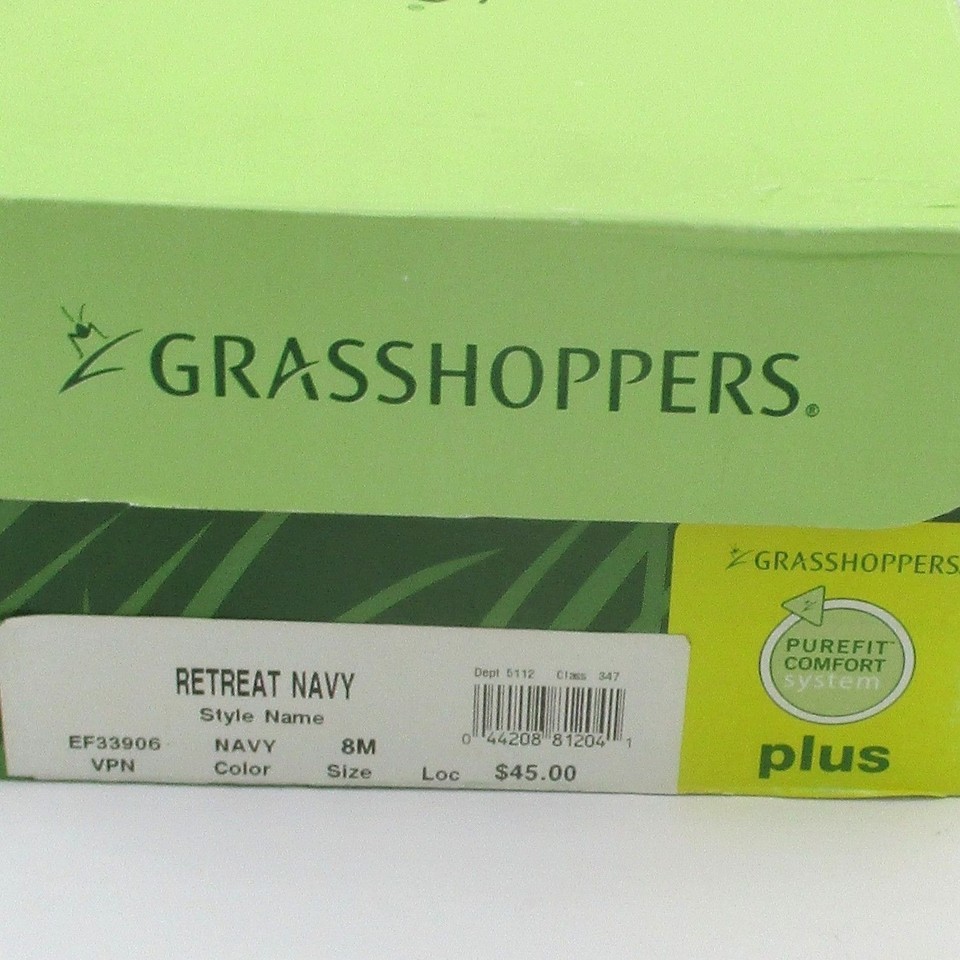 GRASSHOPPERS®
GRASSHOPPERS
PUREFIT™
COMFORT
system
plus
RETREAT NAVY
Style Name
EF33906 NAVY 8M
VPN Color Size Loc $45.00
Dept 5112 Class 347
0 44208 81204 1